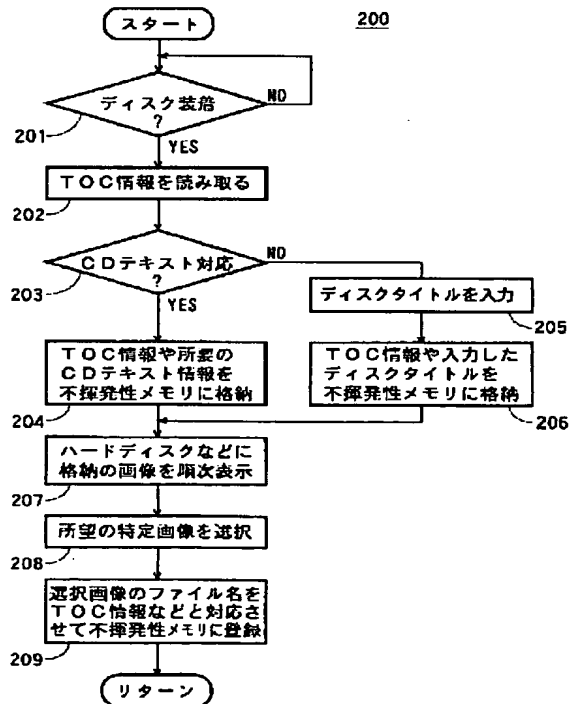 200
スタート
ディスク装着
?
NO
201
YES
TOC情報を読み取る
202
CDテキスト対応
?
NO
203
YES
ディスクタイトルを入力
205
TOC情報や所要の
CDテキスト情報を
不揮発性メモリに格納
204
TOC情報や入力した
ディスクタイトルを
不揮発性メモリに格納
206
ハードディスクなどに
格納の画像を順次表示
207
所望の特定画像を選択
208
選択画像のファイル名を
TOC情報などと対応さ
せて不揮発性メモリに登録
209
リターン